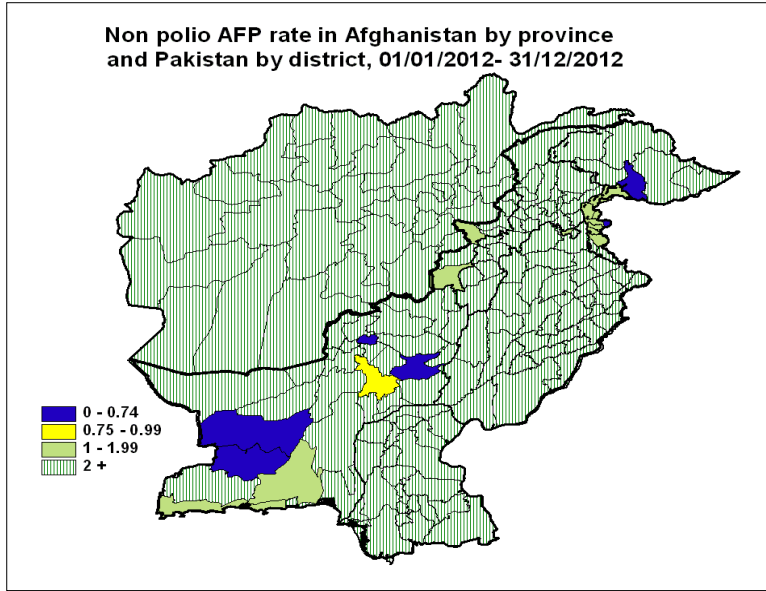 Non polio AFP rate in Afghanistan by province
and Pakistan by district, 01/01/2012- 31/12/2012
0 - 0.74
0.75 - 0.99
1 - 1.99
2 +